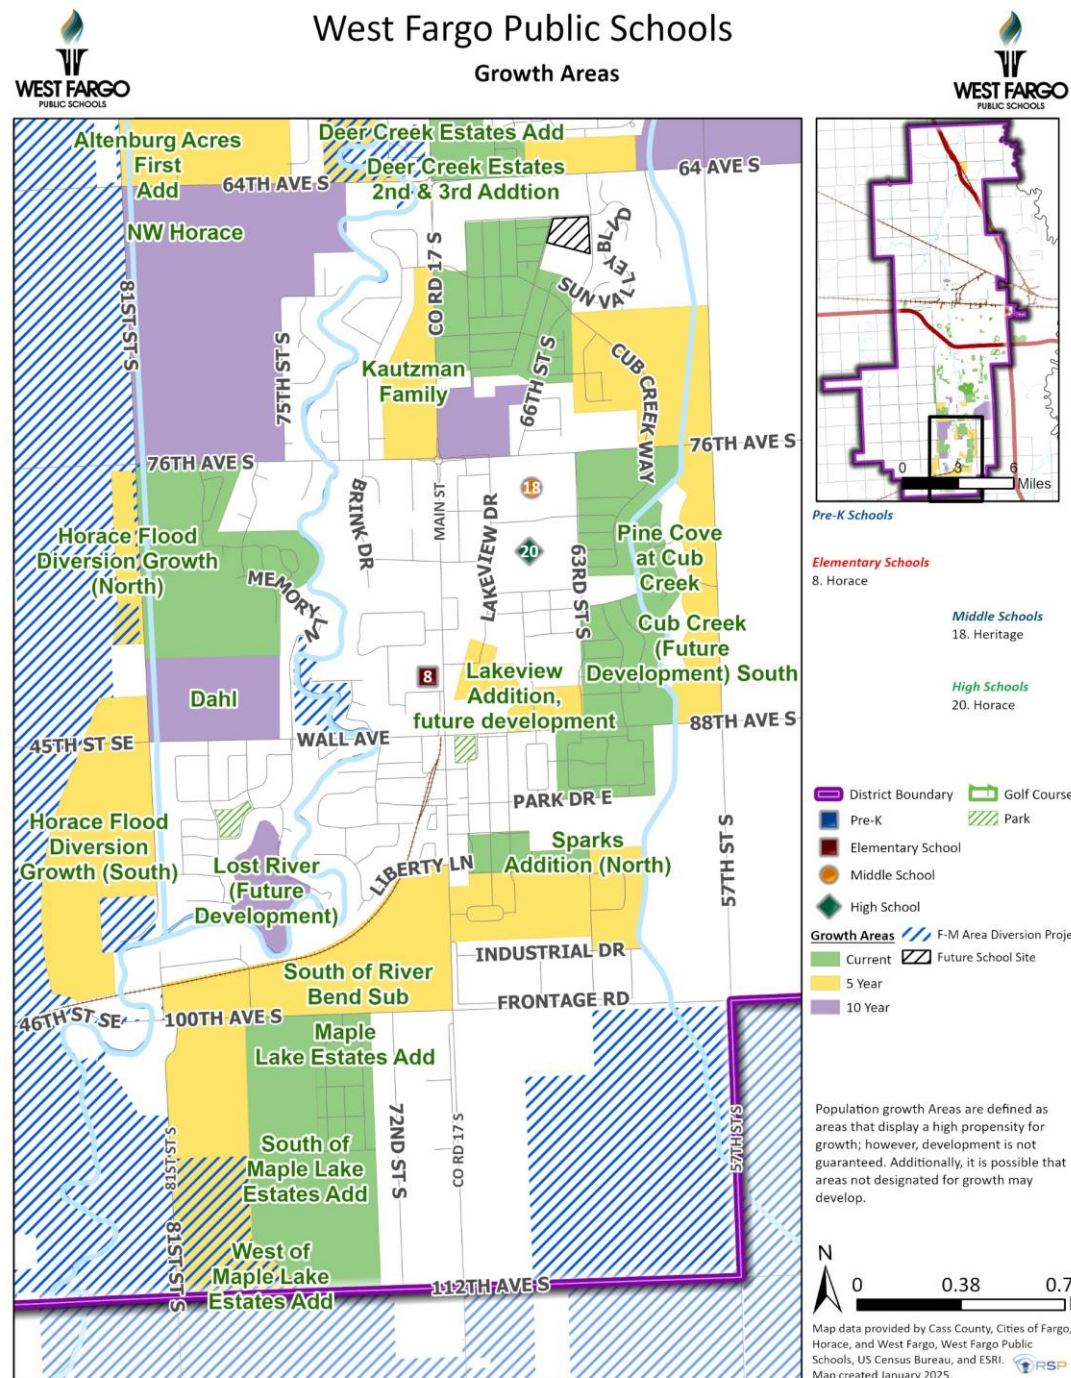 West Fargo Public Schools
Growth Areas
WEST FARGO
PUBLIC SCHOOLS
WEST FARGO
PUBLIC SCHOOLS
Altenburg Acres
First
Add
Deer Creek Estates Add
Deer Creek Estates
2nd & 3rd Addtion
64TH AVE S
64 AVE S
NW Horace
81ST ST S
CO RD 17 S
SUN VALLEY BLVD
75TH ST S
Kautzman
Family
66TH ST S
CUB CREEK WAY
76TH AVE S
76TH AVE S
BRINK DR
MAIN ST
LAKEVIEW DR
18
20
63RD ST S
Horace Flood
Diversion Growth
(North)
MEMORY LN
Pine Cove
at Cub
Creek
Cub Creek
(Future
Development) South
8
Lakeview
Addition,
future development
Dahl
45TH ST SE
WALL AVE
88TH AVE S
PARK DR E
Horace Flood
Diversion
Growth (South)
Lost River
(Future
Development)
LIBERTY LN
Sparks
Addition (North)
57TH ST S
INDUSTRIAL DR
South of River
Bend Sub
FRONTAGE RD
46TH ST SE
100TH AVE S
Maple
Lake Estates Add
72ND ST S
CO RD 17 S
81ST ST S
57TH ST S
South of
Maple Lake
Estates Add
81ST ST S
West of
Maple Lake
Estates Add
112TH AVE S
0 3 6
Miles
Pre-K Schools
Elementary Schools
8. Horace
Middle Schools
18. Heritage
High Schools
20. Horace
District Boundary
Golf Course
Pre-K
Park
Elementary School
Middle School
High School
Growth Areas
F-M Area Diversion Proje
Current
Future School Site
5 Year
10 Year
Population growth Areas are defined as
areas that display a high propensity for
growth; however, development is not
guaranteed. Additionally, it is possible that
areas not designated for growth may
develop.
N
0 0.38 0.7
Map data provided by Cass County, Cities of Fargo,
Horace, and West Fargo, West Fargo Public
Schools, US Census Bureau, and ESRI.
RSP
Map created January 2025.